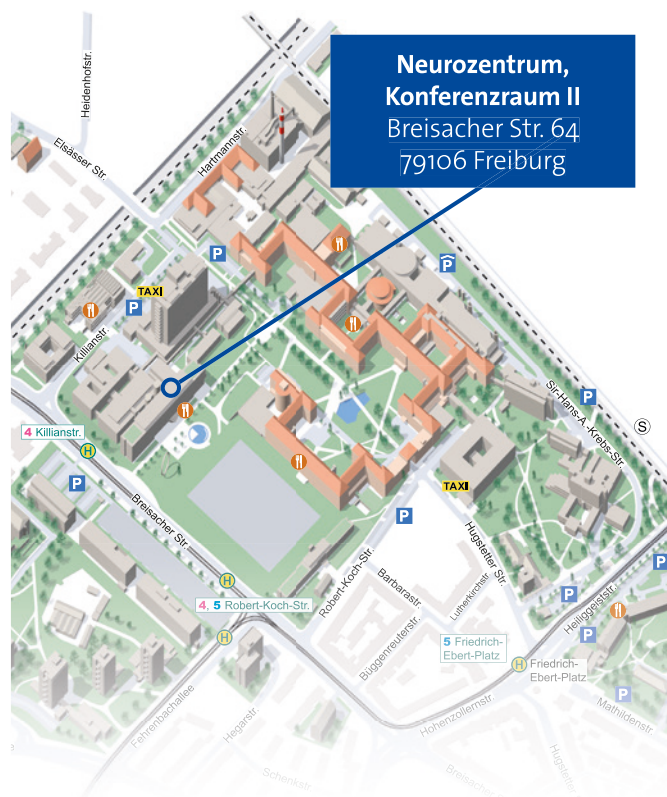 Neurozentrum,
Konferenzraum II
Breisacher Str. 64
79106 Freiburg
Heidenhofstr.
Elsässer Str.
Hartmannstr.
P
P
TAXI
P
Killianstr.
Sir-Hans-A.-Krebs-Str.
P
S
4 Killianstr.
H
P
Breisacher Str.
TAXI
P
Hugstetter Str.
Robert-Koch-Str.
Barbarastr.
Lutherkirchstr.
Büggenreuterstr.
H
4, 5 Robert-Koch-Str.
H
P
P
Heiliggeiststr.
P
5 Friedrich-
Ebert-Platz
H
Friedrich-
Ebert-Platz
P
Fehrenbachallee
Hegarstr.
Hohenzollernstr.
Mathildenstr.
Schenkstr.
Breisacher
Hugstetter